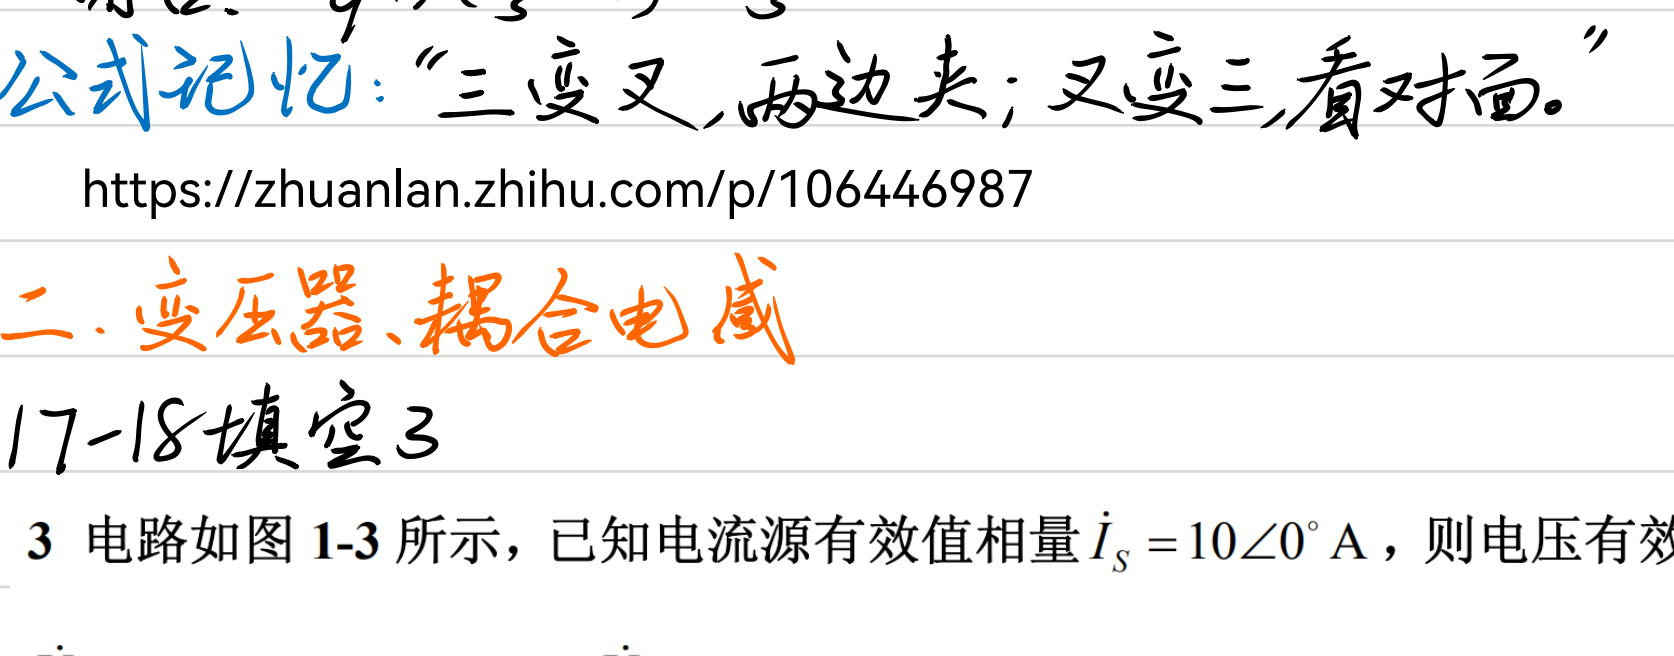 公式记忆：“三变叉，两边夹；叉变三，看对面。”
https://zhuanlan.zhihu.com/p/106446987
二．变压器、耦合电感
17-18填空3
3 电路如图 1-3 所示，已知电流源有效值相量 İ_S = 10∠0° A，则电压有效